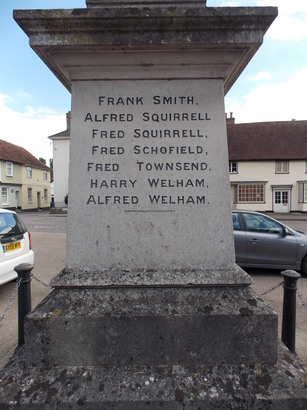 FRANK SMITH,
ALFRED SQUIRRELL
FRED SQUIRRELL,
FRED SCHOFIELD,
FRED TOWNSEND,
HARRY WELHAM,
ALFRED WELHAM.